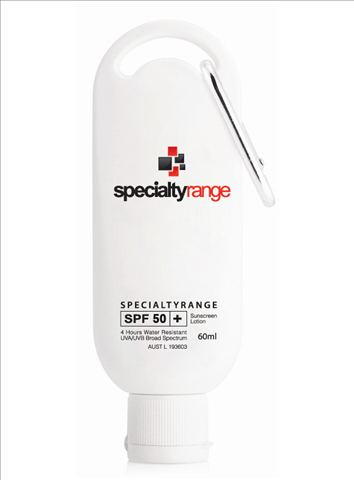 specialtyrange
SPECIALTYRANGE
SPF 50 +
Sunscreen
Lotion
4 Hours Water Resistant
UVA/UVB Broad Spectrum
60ml
AUST L 193603